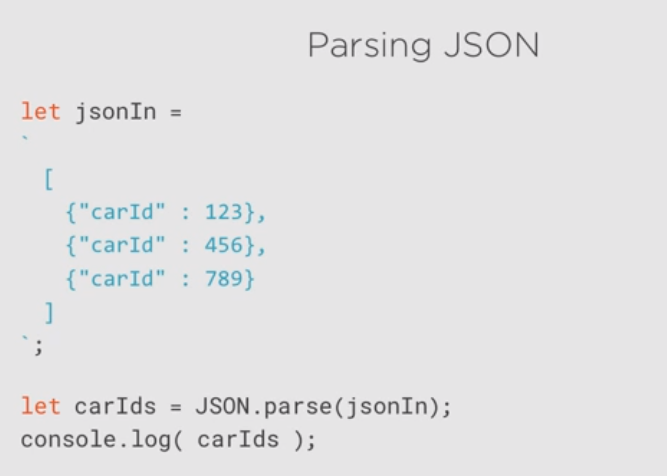 Parsing JSON
let jsonIn =
`
[
{"carId" : 123},
{"carId" : 456},
{"carId" : 789}
]
`;
let carIds = JSON.parse(jsonIn);
console.log( carIds );